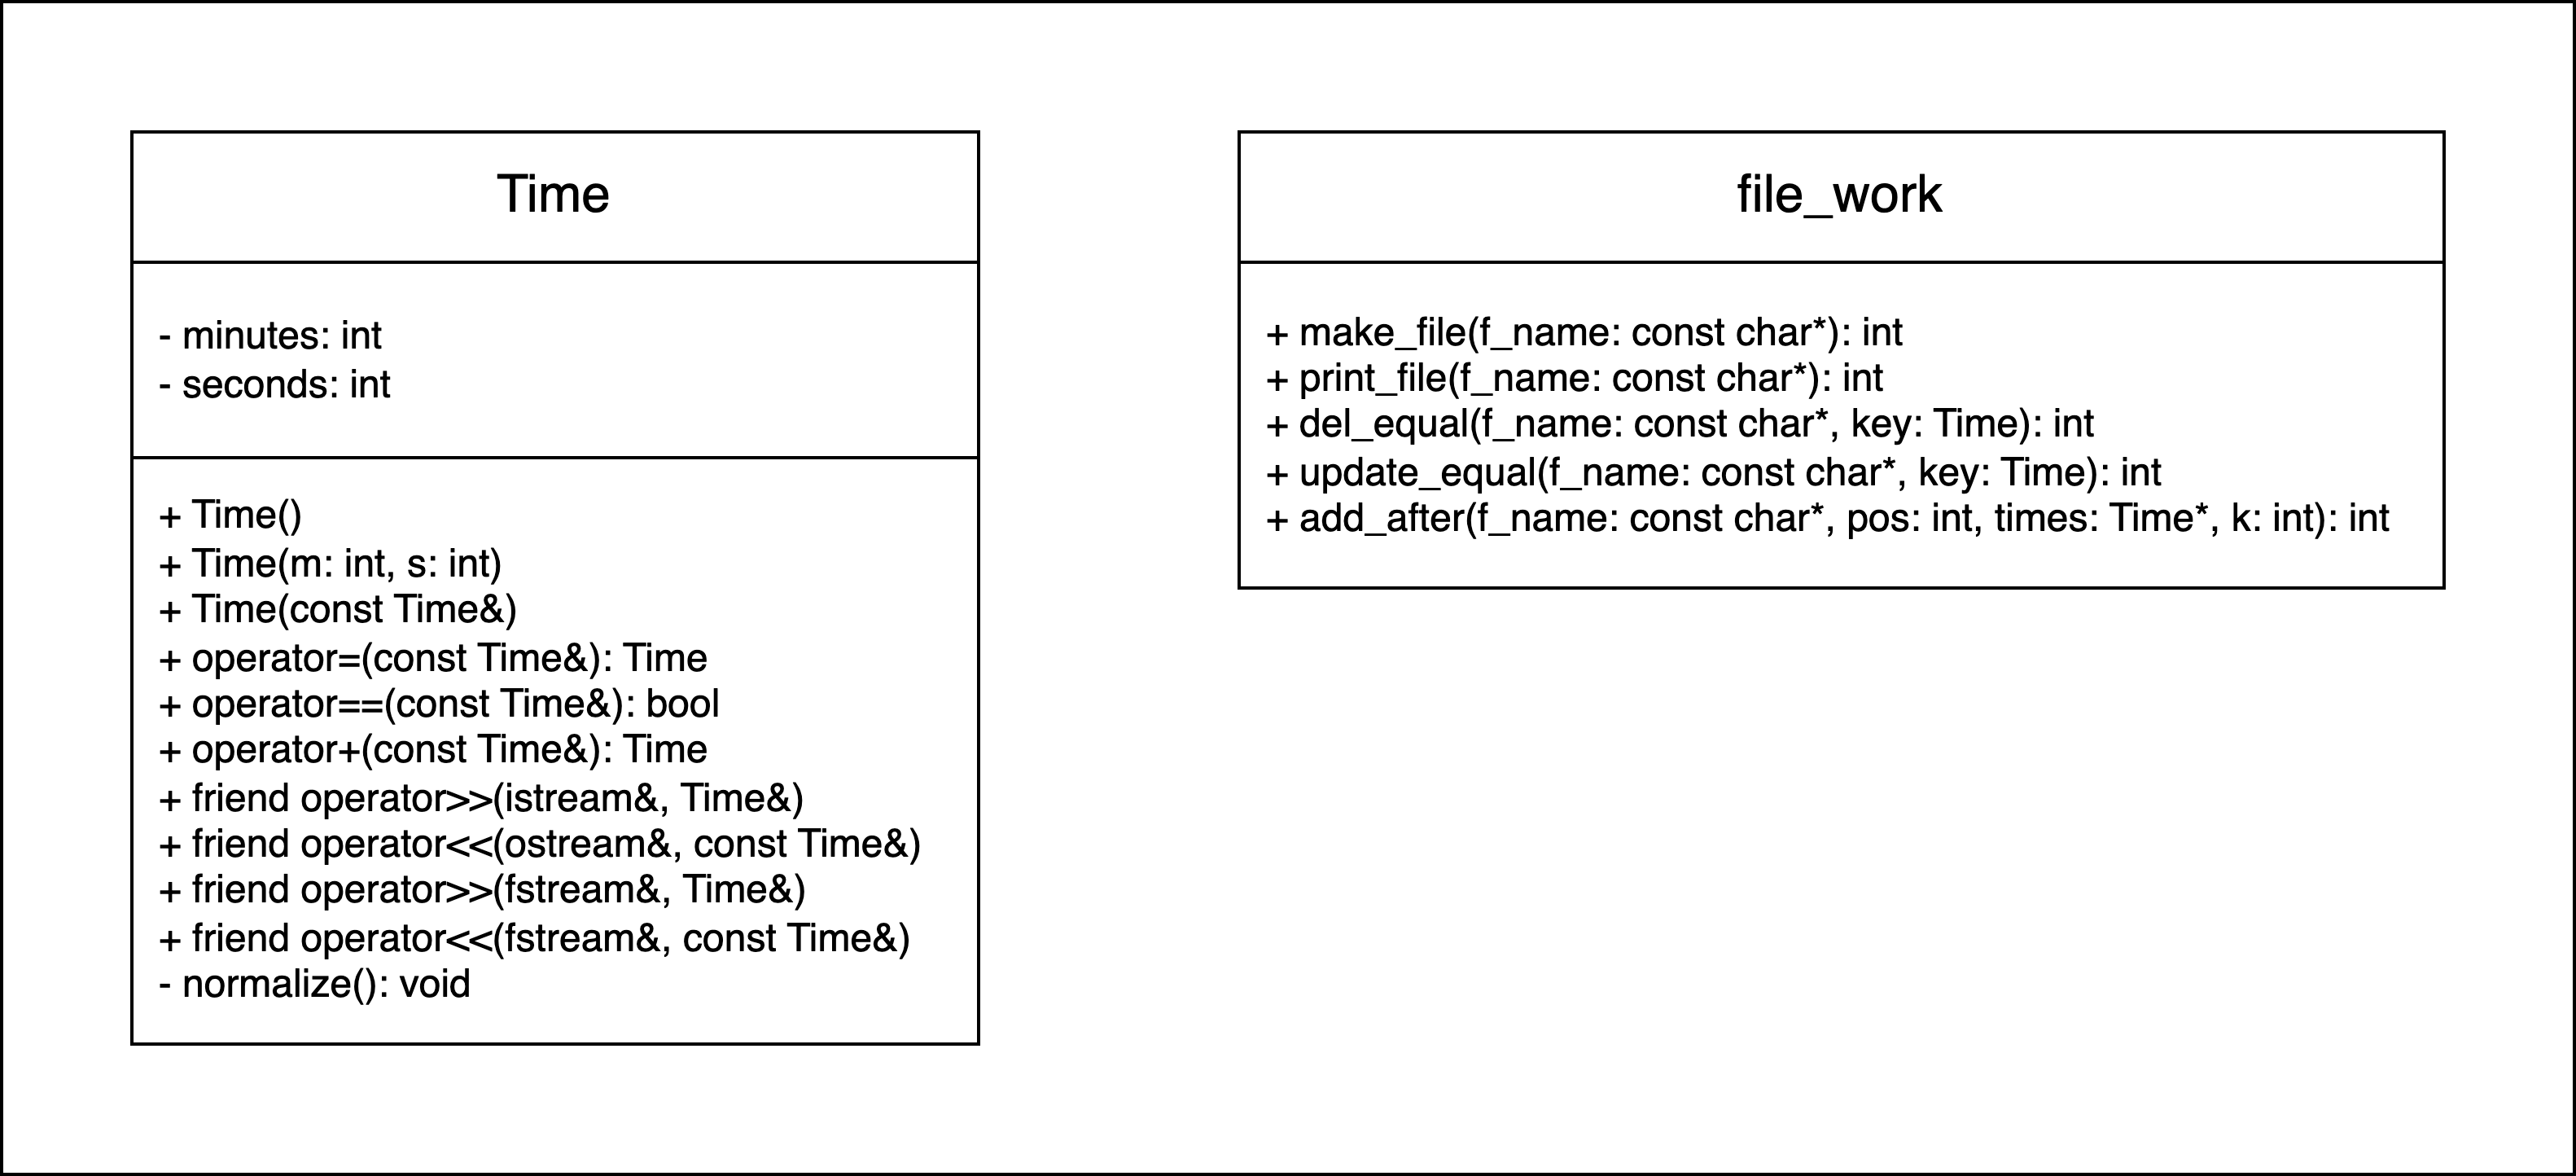 Time
- minutes: int
- seconds: int
+ Time()
+ Time(m: int, s: int)
+ Time(const Time&)
+ operator=(const Time&): Time
+ operator==(const Time&): bool
+ operator+(const Time&): Time
+ friend operator>>(istream&, Time&)
+ friend operator<<(ostream&, const Time&)
+ friend operator>>(fstream&, Time&)
+ friend operator<<(fstream&, const Time&)
- normalize(): void
file_work
+ make_file(f_name: const char*): int
+ print_file(f_name: const char*): int
+ del_equal(f_name: const char*, key: Time): int
+ update_equal(f_name: const char*, key: Time): int
+ add_after(f_name: const char*, pos: int, times: Time*, k: int): int